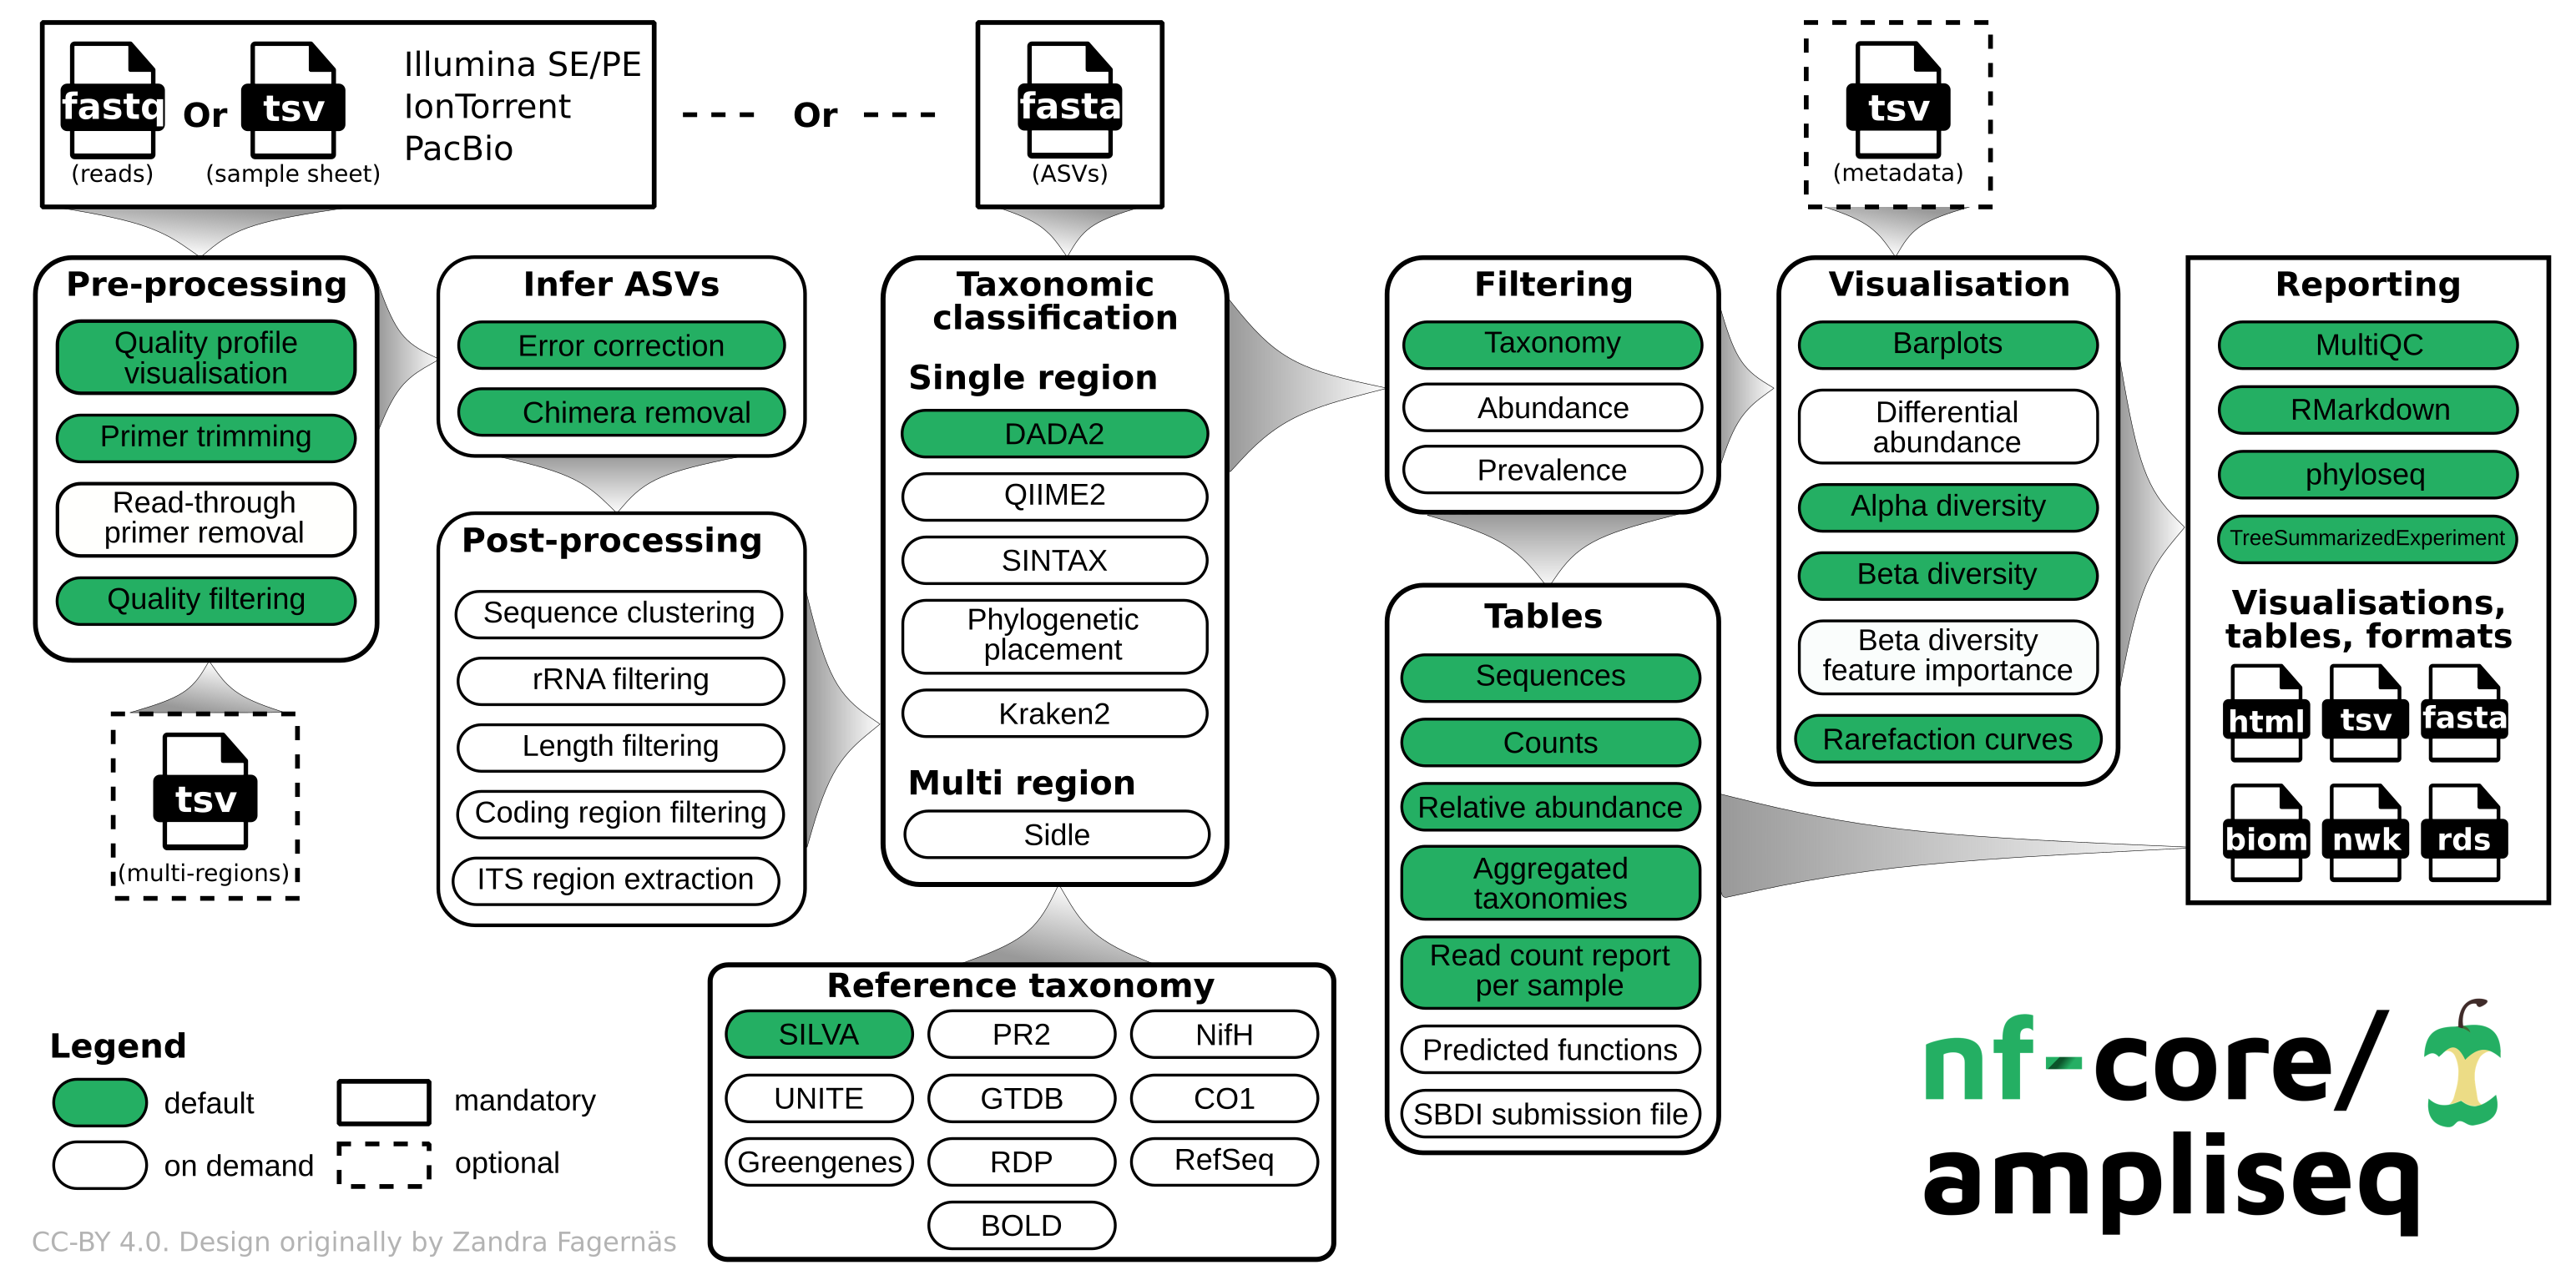 fastq
Or
tsv
(reads)
(sample sheet)
Illumina SE/PE
IonTorrent
PacBio
Or
fasta
(ASVs)
tsv
(metadata)
Pre-processing
Quality profile
visualisation
Primer trimming
Read-through
primer removal
Quality filtering
tsv
(multi-regions)
Infer ASVs
Error correction
Chimera removal
Post-processing
Sequence clustering
rRNA filtering
Length filtering
Coding region filtering
ITS region extraction
Taxonomic
classification
Single region
DADA2
QIIME2
SINTAX
Phylogenetic
placement
Kraken2
Multi region
Sidle
Reference taxonomy
SILVA
PR2
NifH
UNITE
GTDB
CO1
Greengenes
RDP
RefSeq
BOLD
Filtering
Taxonomy
Abundance
Prevalence
Tables
Sequences
Counts
Relative abundance
Aggregated
taxonomies
Read count report
per sample
Predicted functions
SBDI submission file
Visualisation
Barplots
Differential
abundance
Alpha diversity
Beta diversity
Beta diversity
feature importance
Rarefaction curves
Reporting
MultiQC
RMarkdown
phyloseq
TreeSummarizedExperiment
Visualisations,
tables, formats
html
tsv
fasta
biom
nwk
rds
Legend
default
mandatory
on demand
optional
CC-BY 4.0. Design originally by Zandra Fagernäs
nf-core/
ampliseq